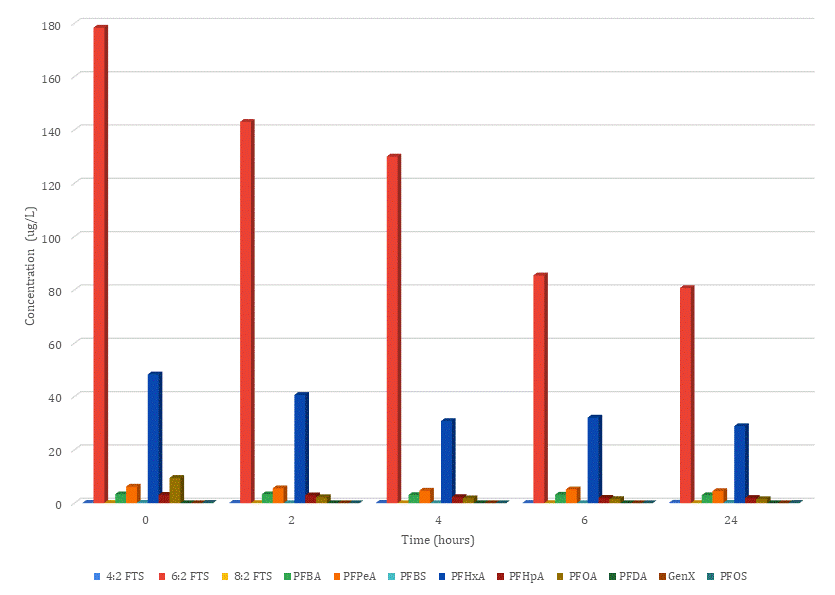 180
160
140
120
100
80
60
40
20
0
Concentration (ug/L)
0 2 4 6 24
Time (hours)
4:2 FTS 6:2 FTS 8:2 FTS PFBA PFPeA PFBS PFHxA PFHpA PFOA PFDA GenX PFOS